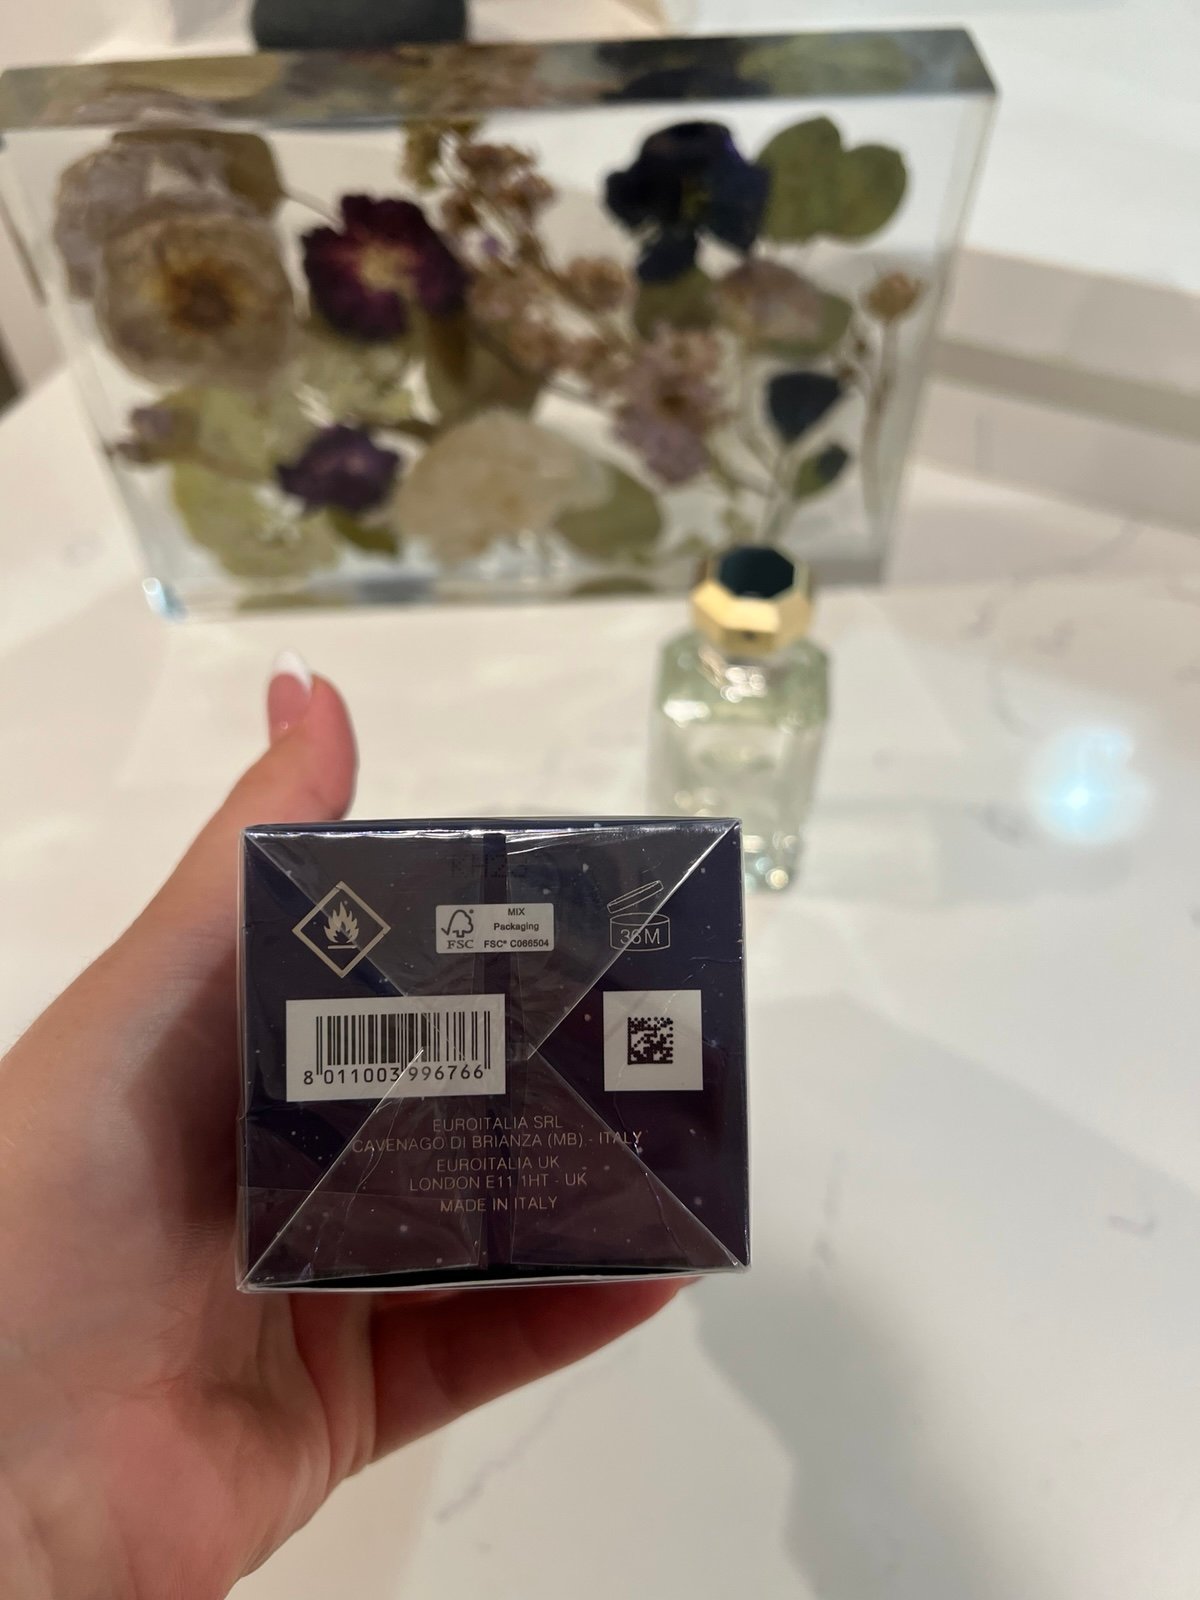 MIX
Packaging
FSC
FSC® C066504
36M
8 011003 996766
EUROITALIA SRL
CAVENAGO DI BRIANZA (MB) - ITALY
EUROITALIA UK
LONDON E11 1HT - UK
MADE IN ITALY